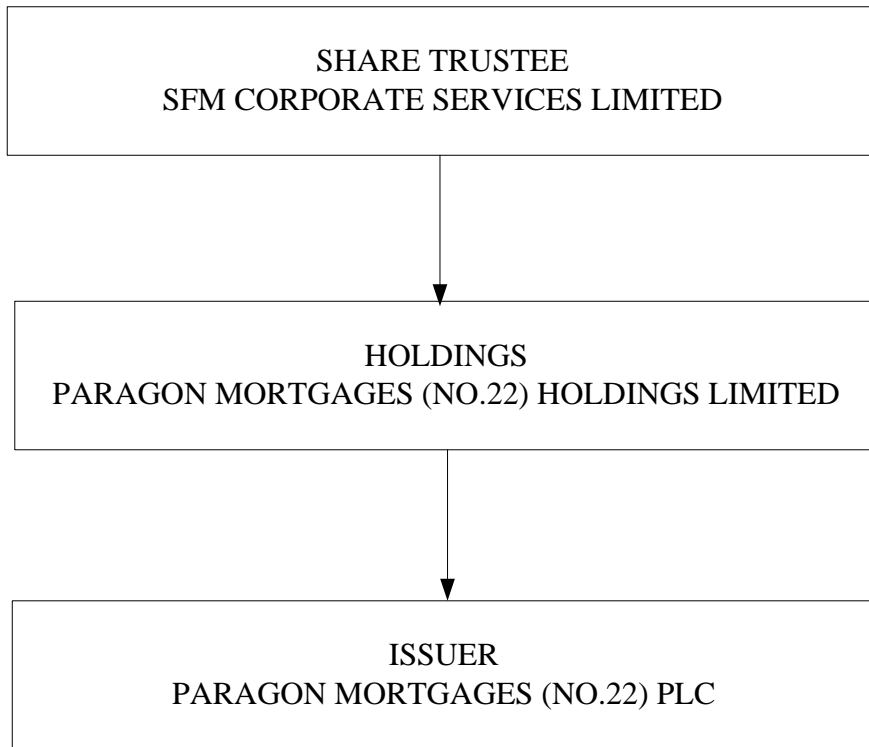 SHARE TRUSTEE
SFM CORPORATE SERVICES LIMITED
HOLDINGS
PARAGON MORTGAGES (NO.22) HOLDINGS LIMITED
ISSUER
PARAGON MORTGAGES (NO.22) PLC